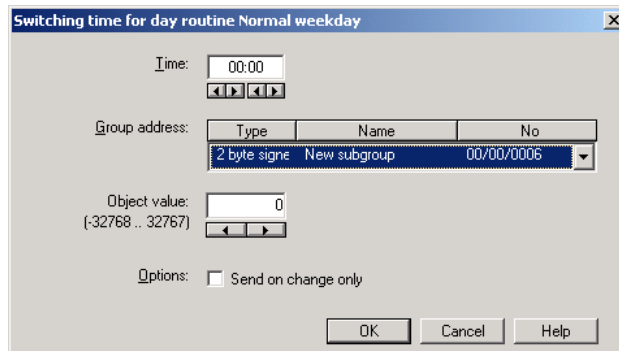 Switching time for day routine Normal weekday
Time: 00:00
Group address: Type Name No
2 byte signe New subgroup 00/00/0006
Object value: 0
(-32768 .. 32767)
Options: Send on change only
OK Cancel Help